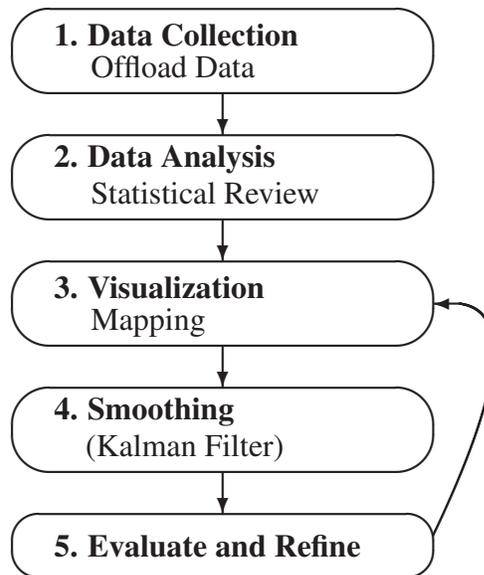 1. Data Collection
Offload Data
2. Data Analysis
Statistical Review
3. Visualization
Mapping
4. Smoothing
(Kalman Filter)
5. Evaluate and Refine